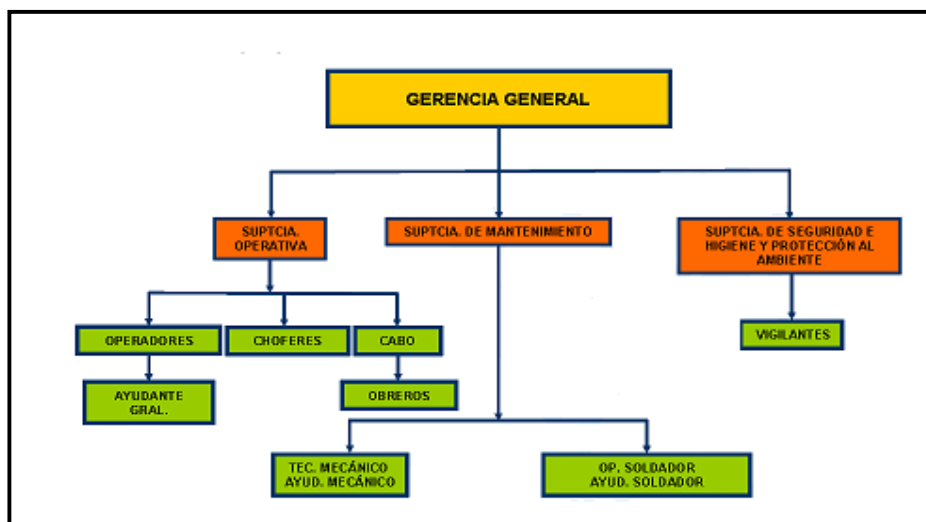 GERENCIA GENERAL
SUPTCIA.
OPERATIVA
SUPTCIA. DE MANTENIMIENTO
SUPTCIA. DE SEGURIDAD E
HIGIENE Y PROTECCIÓN AL
AMBIENTE
OPERADORES
CHOFERES
CABO
VIGILANTES
AYUDANTE
GRAL.
OBREROS
TEC. MECÁNICO
AYUD. MECÁNICO
OP. SOLDADOR
AYUD. SOLDADOR